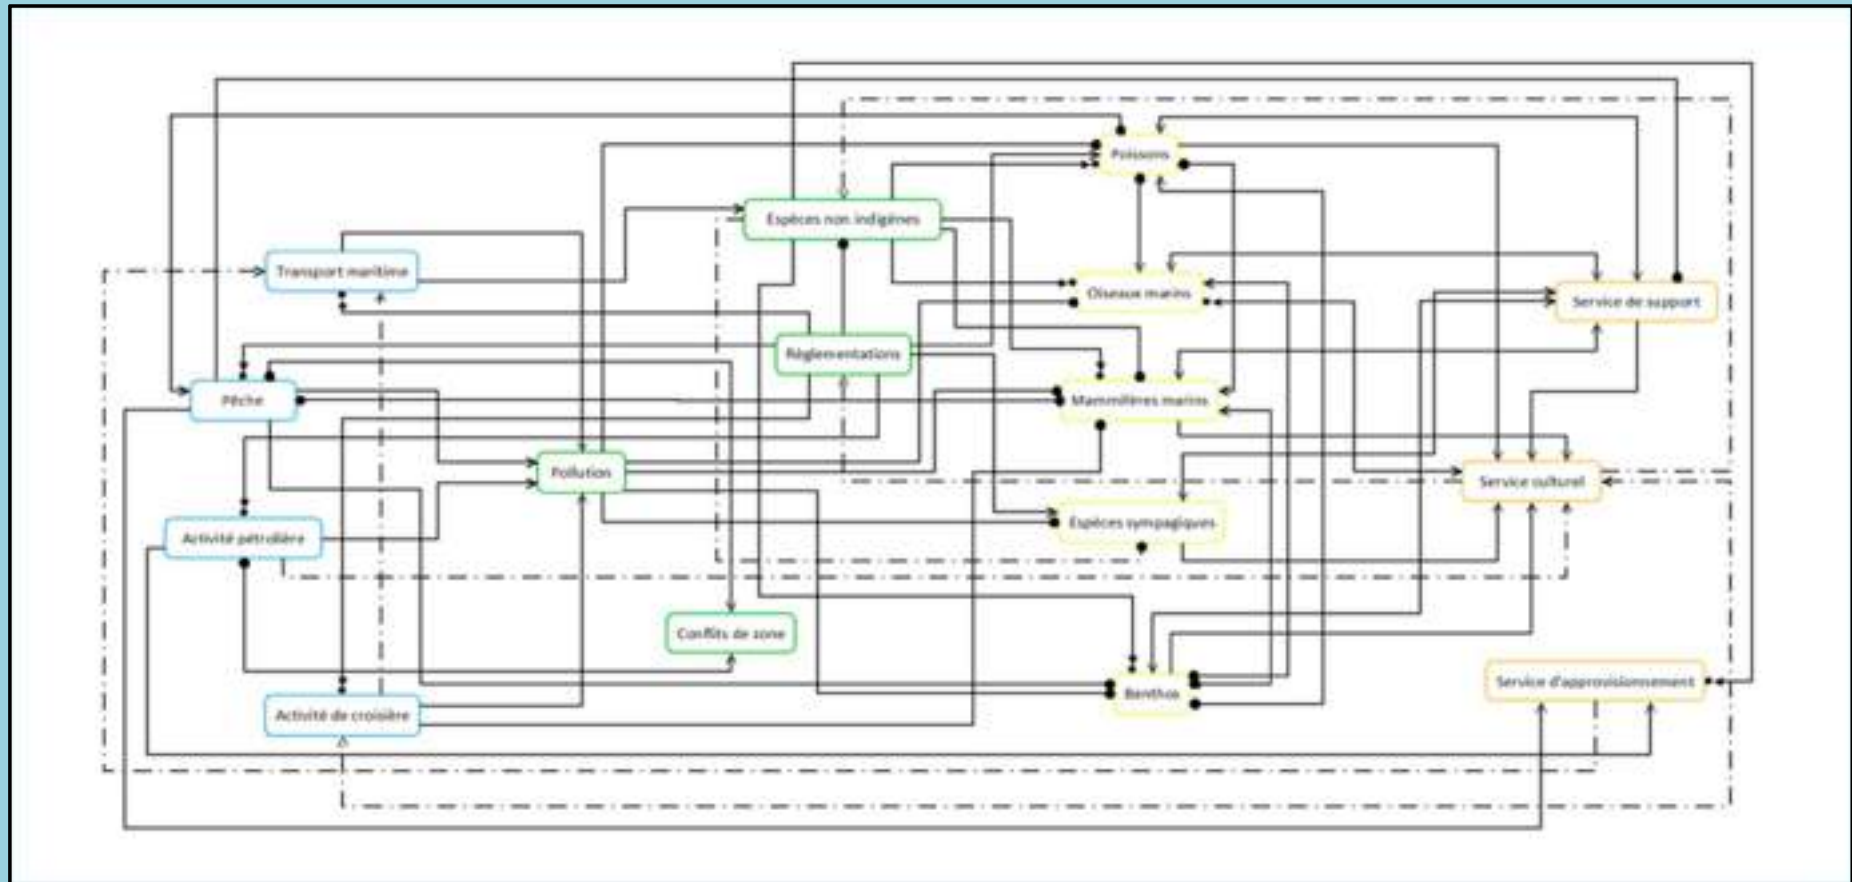 Poissons
Espèces non indigènes
Transport maritime
Oiseaux marins
Service de support
Règlementations
Pêche
Mammifères marins
Pollution
Service culturel
Activité pétrolière
Espèces sympagiques
Conflits de zone
Service d'approvisionnement
Benthos
Activité de croisière